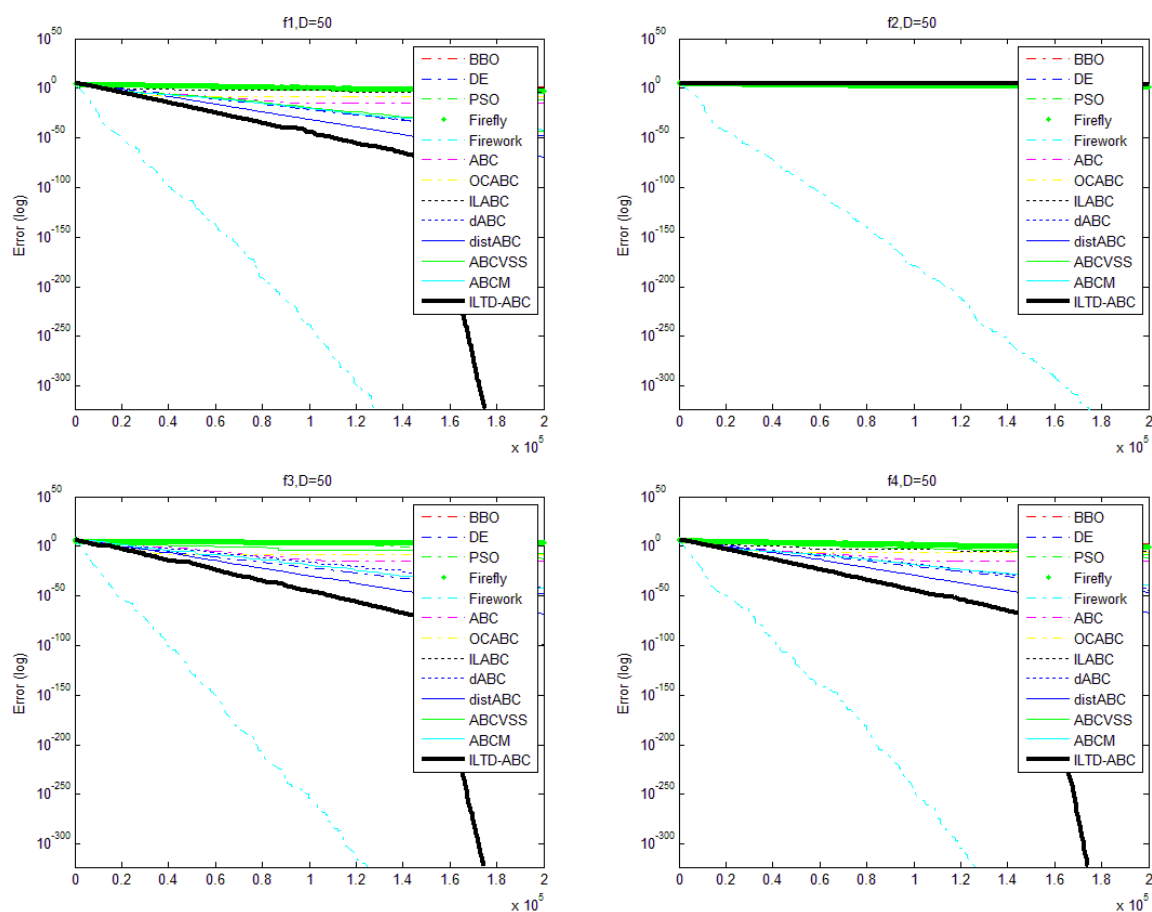 f1,D=50
10^50
10^0
10^-50
10^-100
10^-150
10^-200
10^-250
10^-300
Error (log)
0 0.2 0.4 0.6 0.8 1 1.2 1.4 1.6 1.8 2
x 10^5
BBO
DE
PSO
Firefly
Firework
ABC
OCABC
ILABC
dABC
distABC
ABCVSS
ABCM
ILTD-ABC
f2,D=50
10^50
10^0
10^-50
10^-100
10^-150
10^-200
10^-250
10^-300
Error (log)
0 0.2 0.4 0.6 0.8 1 1.2 1.4 1.6 1.8 2
x 10^5
BBO
DE
PSO
Firefly
Firework
ABC
OCABC
ILABC
dABC
distABC
ABCVSS
ABCM
ILTD-ABC
f3,D=50
10^50
10^0
10^-50
10^-100
10^-150
10^-200
10^-250
10^-300
Error (log)
0 0.2 0.4 0.6 0.8 1 1.2 1.4 1.6 1.8 2
x 10^5
BBO
DE
PSO
Firefly
Firework
ABC
OCABC
ILABC
dABC
distABC
ABCVSS
ABCM
ILTD-ABC
f4,D=50
10^50
10^0
10^-50
10^-100
10^-150
10^-200
10^-250
10^-300
Error (log)
0 0.2 0.4 0.6 0.8 1 1.2 1.4 1.6 1.8 2
x 10^5
BBO
DE
PSO
Firefly
Firework
ABC
OCABC
ILABC
dABC
distABC
ABCVSS
ABCM
ILTD-ABC